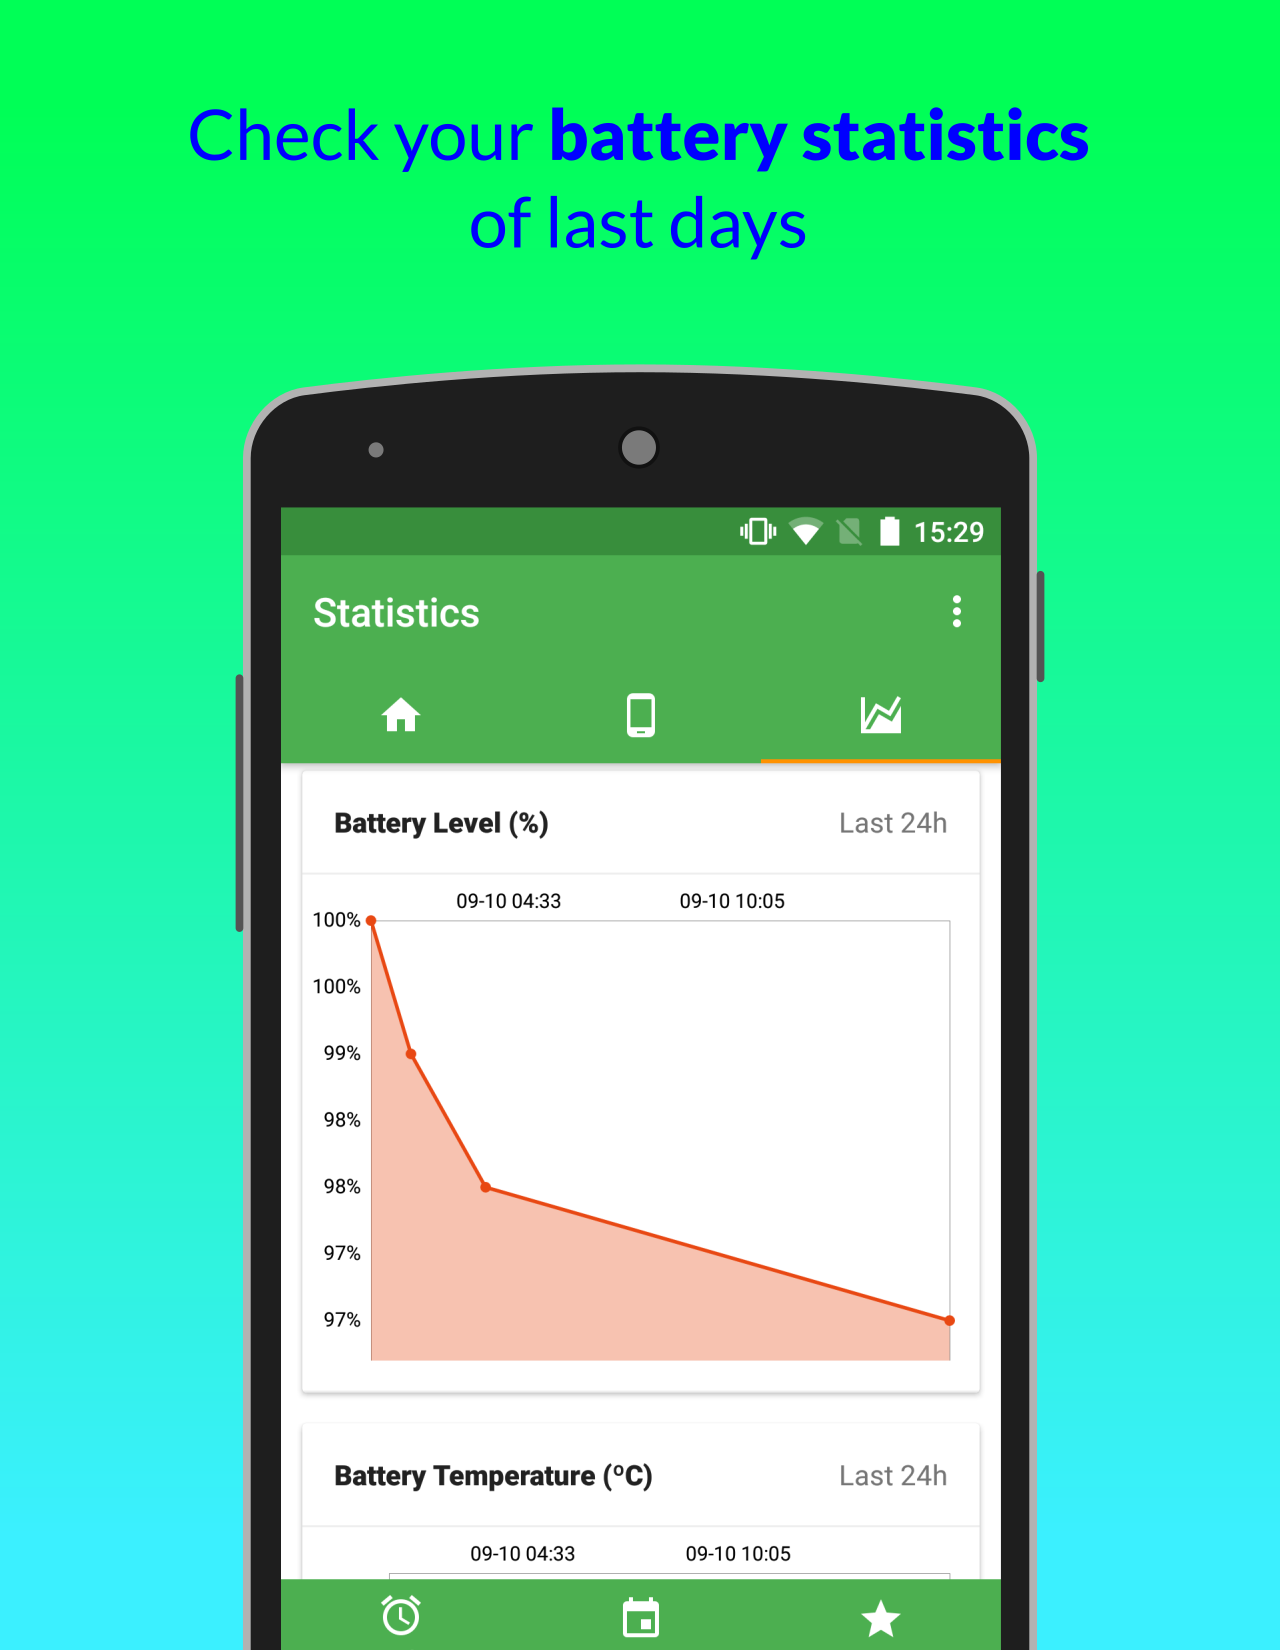 Check your battery statistics
of last days
15:29
Statistics
Battery Level (%) Last 24h
09-10 04:33 09-10 10:05
100%
100%
99%
98%
98%
97%
97%
Battery Temperature (ºC) Last 24h
09-10 04:33 09-10 10:05